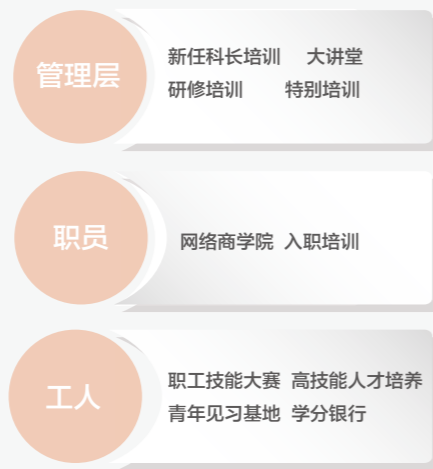 管理层
新任科长培训 大讲堂
研修培训 特别培训
职员
网络商学院 入职培训
工人
职工技能大赛 高技能人才培养
青年见习基地 学分银行